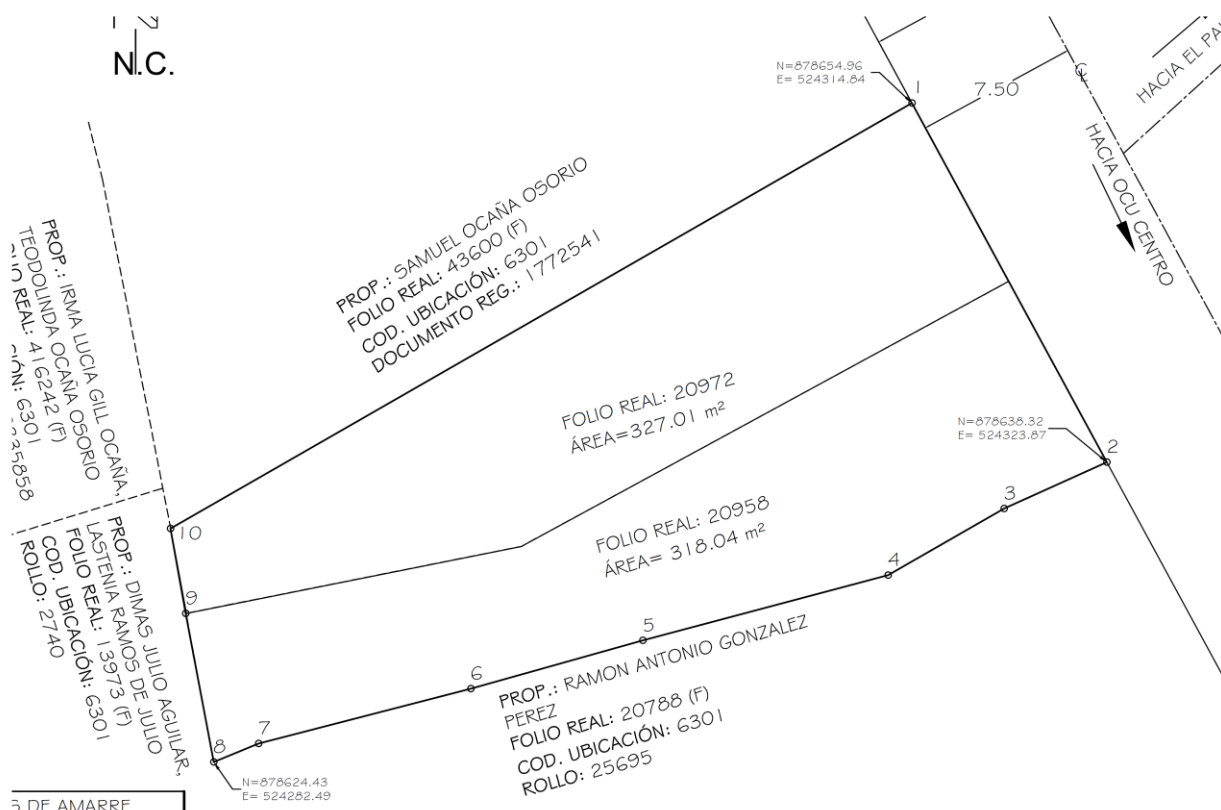 N.C.
N=878654.96
E= 524314.84
1
7.50
HACIA EL
HACIA OCU CENTRO
PROP.: SAMUEL OCAÑA OSORIO
FOLIO REAL: 43600 (F)
COD. UBICACIÓN: 6301
DOCUMENTO REG.: 1772541
PROP.: IRMA LUCIA GILL OCAÑA,
TEODOLINDA OCAÑA OSORIO
REAL: 416242 (F)
6301
FOLIO REAL: 20972
ÁREA=327.01 m²
N=878638.32
E= 524323.87
2
3
FOLIO REAL: 20958
ÁREA= 318.04 m²
4
10
9
PROP.: DIMAS JULIO AGUILAR,
LASTENIA RAMOS DE JULIO
FOLIO REAL: 13973 (F)
COD. UBICACIÓN: 6301
ROLLO: 2740
5
6
7
8
PROP.: RAMON ANTONIO GONZALEZ
PEREZ
FOLIO REAL: 20788 (F)
COD. UBICACIÓN: 6301
ROLLO: 25695
N=878624.43
E= 524282.49
DE AMARRE